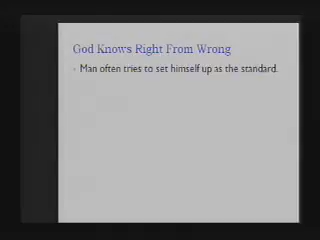 God Knows Right From Wrong
Man often tries to set himself up as the standard.